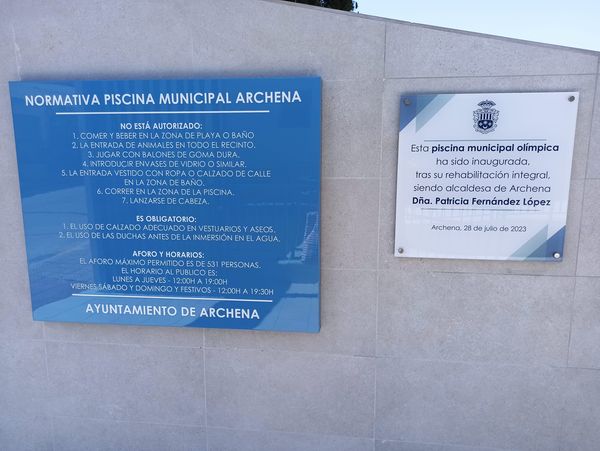 NORMATIVA PISCINA MUNICIPAL ARCHENA
NO ESTÁ AUTORIZADO:
1. COMER Y BEBER EN LA ZONA DE PLAYA O BAÑO
2. LA ENTRADA DE ANIMALES EN TODO EL RECINTO.
3. JUGAR CON BALONES DE GOMA DURA.
4. INTRODUCIR ENVASES DE VIDRIO O SIMILAR.
5. LA ENTRADA VESTIDO CON ROPA O CALZADO DE CALLE
EN LA ZONA DE BAÑO.
6. CORRER EN LA ZONA DE LA PISCINA.
7. LANZARSE DE CABEZA.
ES OBLIGATORIO:
1. EL USO DE CALZADO ADECUADO EN VESTUARIOS Y ASEOS.
2. EL USO DE LAS DUCHAS ANTES DE LA INMERSIÓN EN EL AGUA.
AFORO Y HORARIOS:
EL AFORO MÁXIMO PERMITIDO ES DE 531 PERSONAS.
EL HORARIO AL PUBLICO ES:
LUNES A JUEVES - 12:00H A 19:00H
VIERNES SÁBADO Y DOMINGO Y FESTIVOS - 12:00H A 19:30H
AYUNTAMIENTO DE ARCHENA
Esta piscina municipal olímpica
ha sido inaugurada,
tras su rehabilitación integral,
siendo alcaldesa de Archena
Dña. Patricia Fernández López
Archena, 28 de julio de 2023